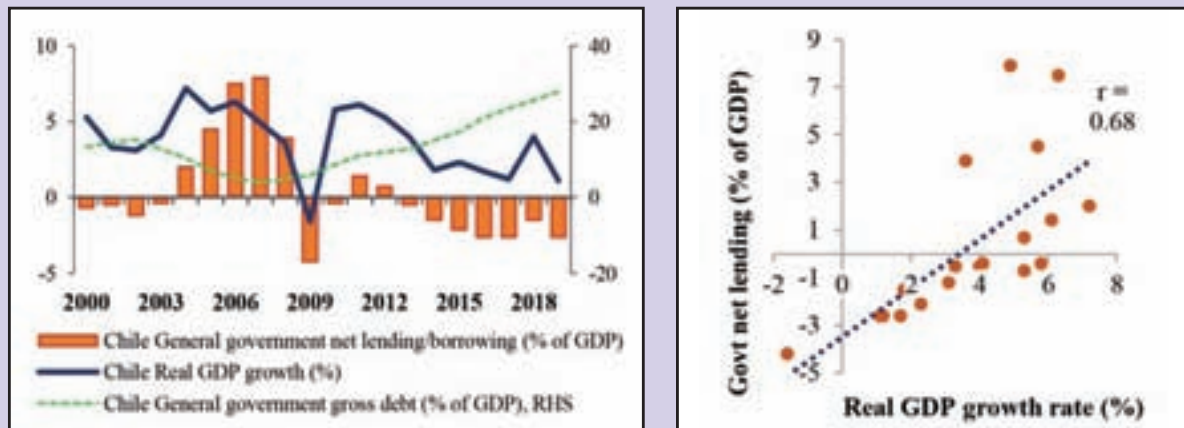 10
5
0
-5
40
20
0
-20
2000 2003 2006 2009 2012 2015 2018
Chile General government net lending/borrowing (% of GDP)
Chile Real GDP growth (%)
Chile General government gross debt (% of GDP), RHS
Govt net lending (% of GDP)
9
7
5
3
1
-1
-3
-5
-2 0 2 4 6 8
r =
0.68
Real GDP growth rate (%)